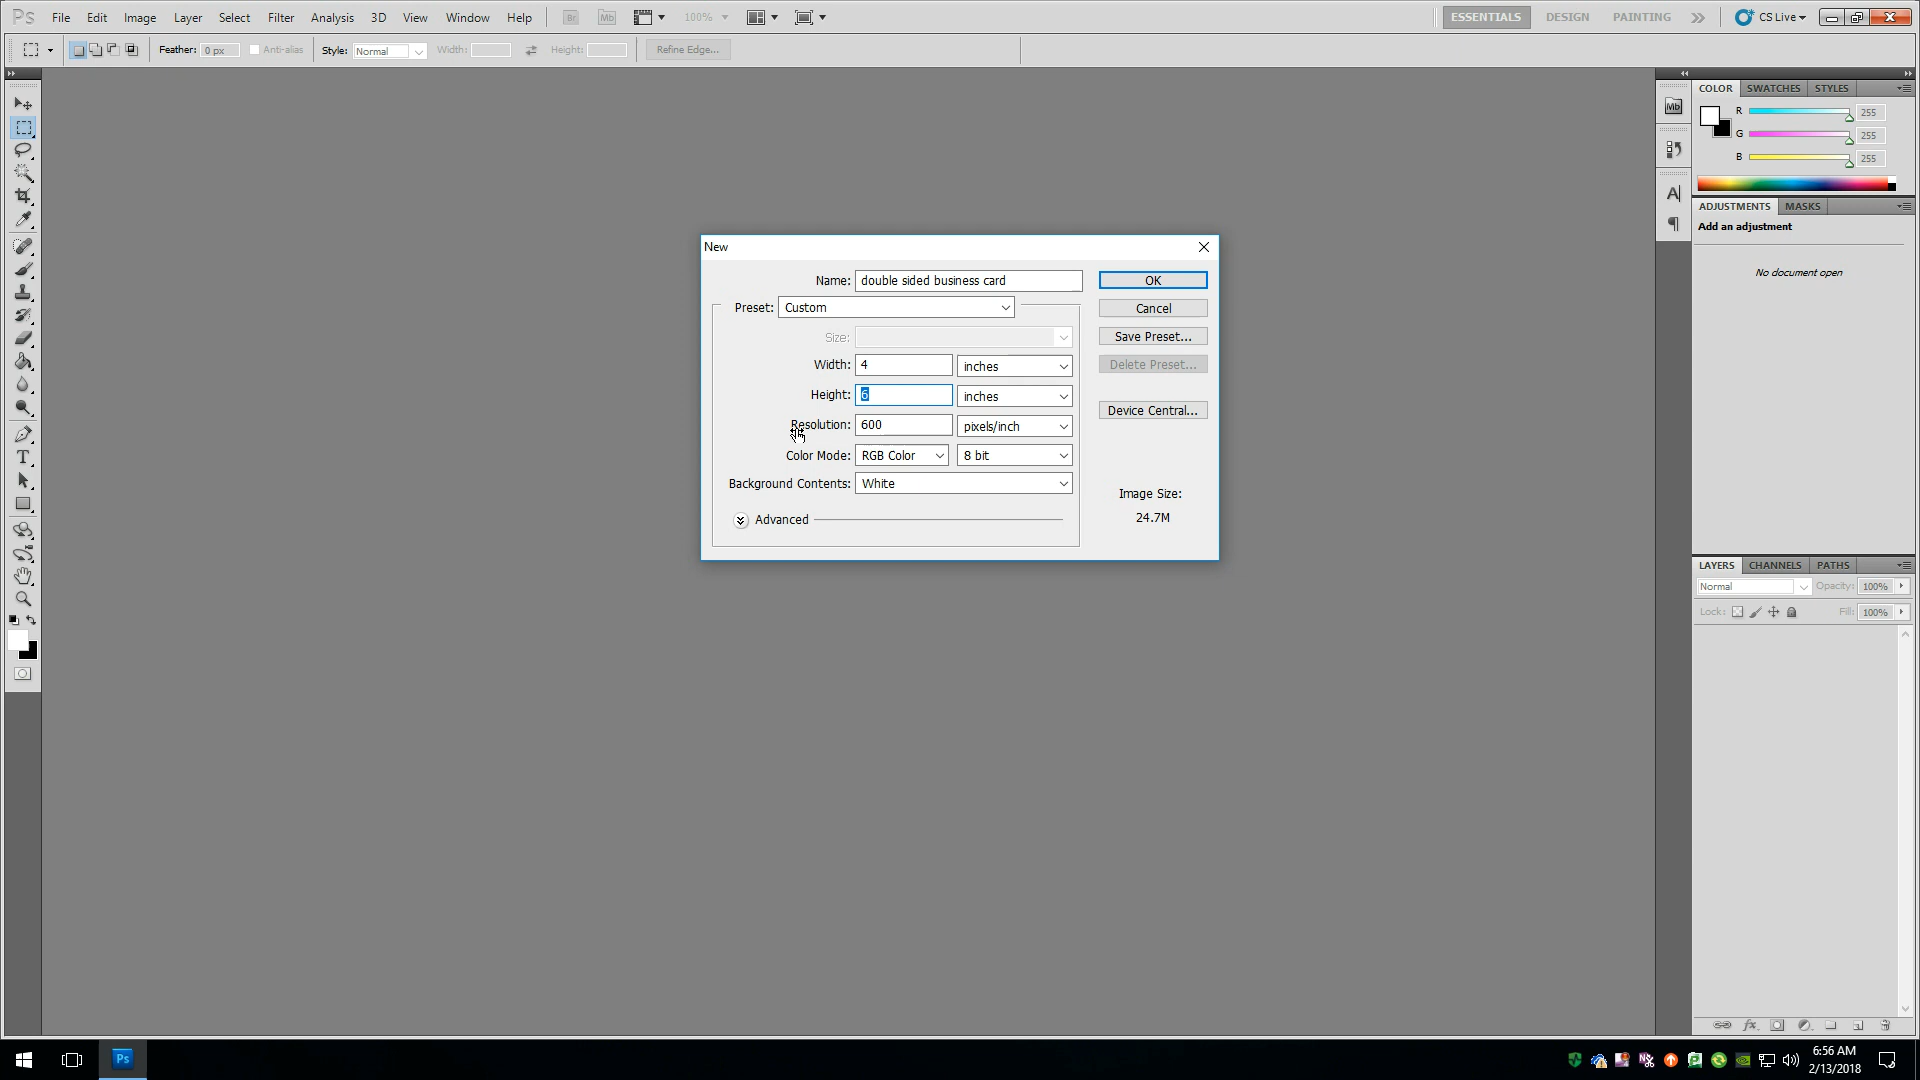 Ps File Edit Image Layer Select Filter Analysis 3D View Window Help Br Mb 100% ESSENTIALS DESIGN PAINTING CS Live
Feather: 0 px Anti-alias Style: Normal Width: Height: Refine Edge...
COLOR SWATCHES STYLES
Mb
R 255
G 255
B 255
A
ADJUSTMENTS MASKS
Add an adjustment
No document open
New
Name: double sided business card OK
Preset: Custom Cancel
Size: Save Preset...
Width: 4 inches Delete Preset...
Height: 6 inches
Device Central...
Resolution: 600 pixels/inch
Color Mode: RGB Color 8 bit
Background Contents: White
Image Size:
24.7M
Advanced
T
LAYERS CHANNELS PATHS
Normal Opacity: 100%
Lock: Fill: 100%
fx
Ps
6:56 AM
2/13/2018